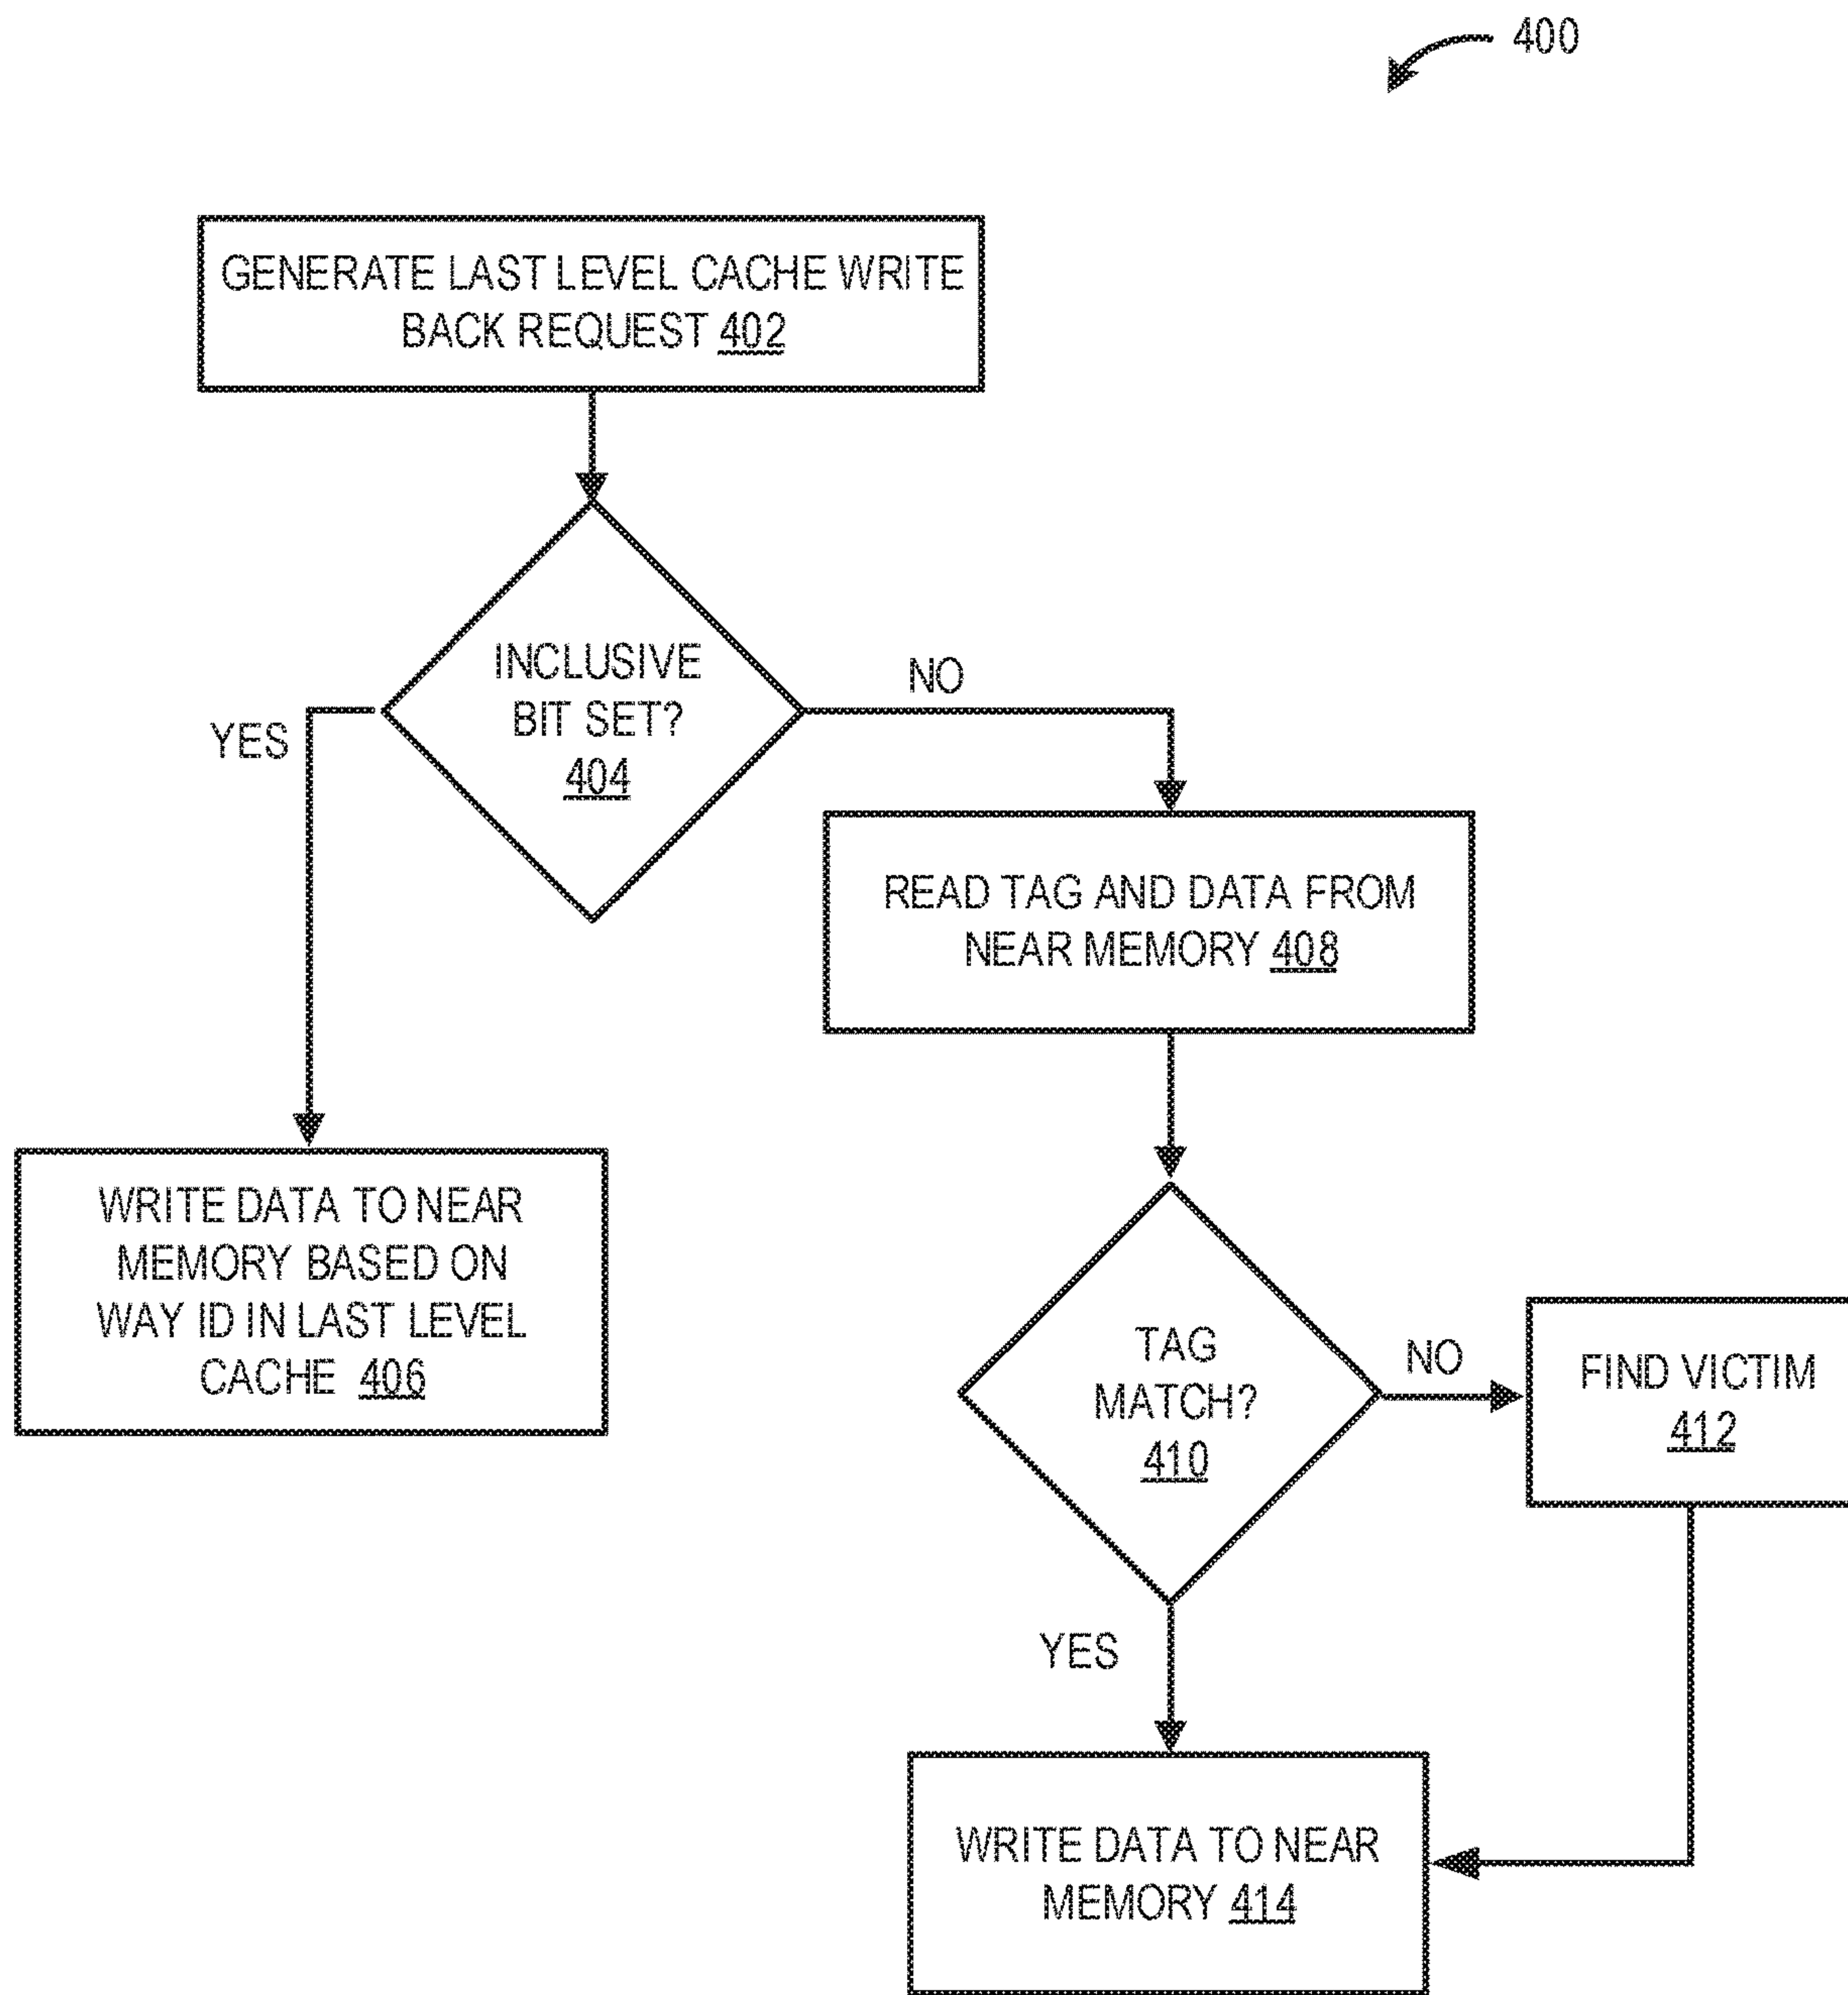 400
GENERATE LAST LEVEL CACHE WRITE
BACK REQUEST 402
INCLUSIVE
BIT SET?
404
YES
NO
READ TAG AND DATA FROM
NEAR MEMORY 408
WRITE DATA TO NEAR
MEMORY BASED ON
WAY ID IN LAST LEVEL
CACHE 406
TAG
MATCH?
410
NO
FIND VICTIM
412
YES
WRITE DATA TO NEAR
MEMORY 414